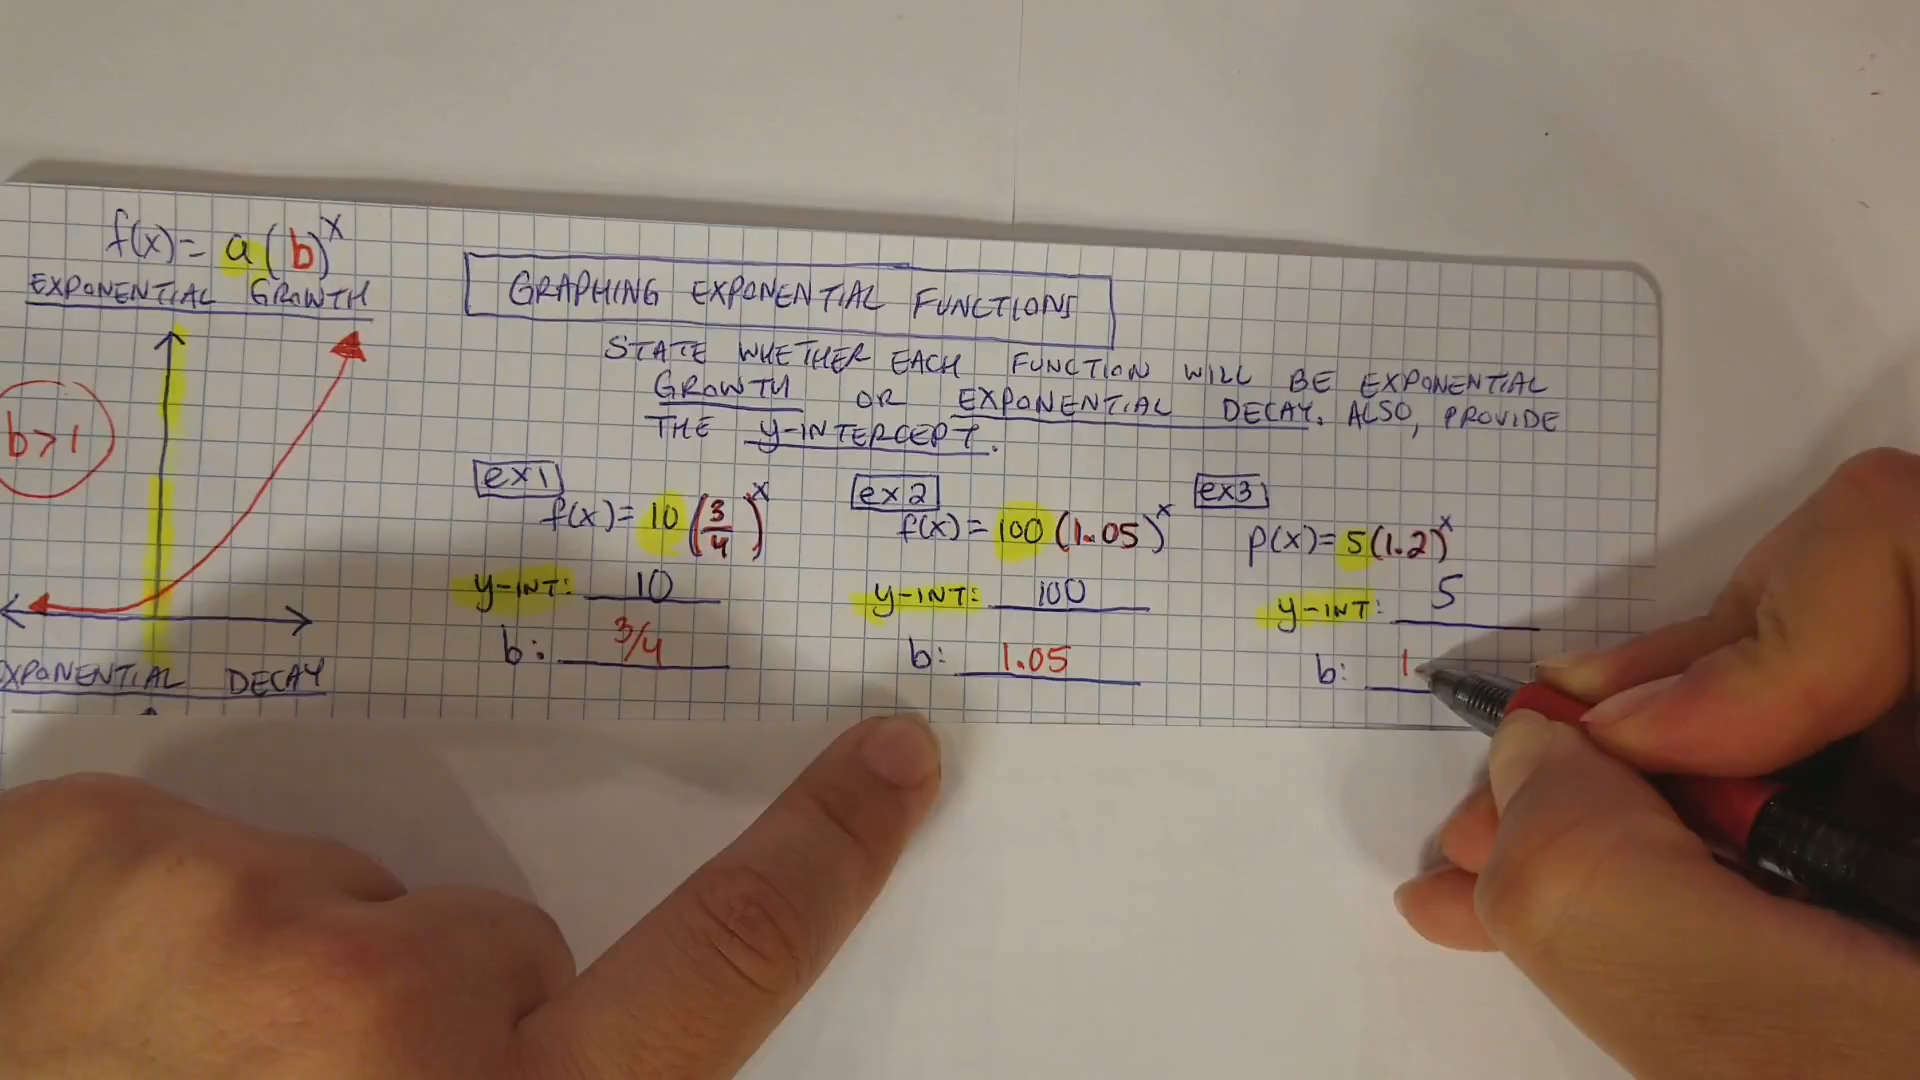 f(x) = a(b)^x
EXPONENTIAL GROWTH
b>1
EXPONENTIAL DECAY
GRAPHING EXPONENTIAL FUNCTIONS
STATE WHETHER EACH FUNCTION WILL BE EXPONENTIAL
GROWTH OR EXPONENTIAL DECAY. ALSO, PROVIDE
THE y-INTERCEPT.
ex1
f(x) = 10(3/4)^x
y-INT: 10
b: 3/4
ex2
f(x) = 100(1.05)^x
y-INT: 100
b: 1.05
ex3
p(x) = 5(1.2)^x
y-INT: 5
b: 1